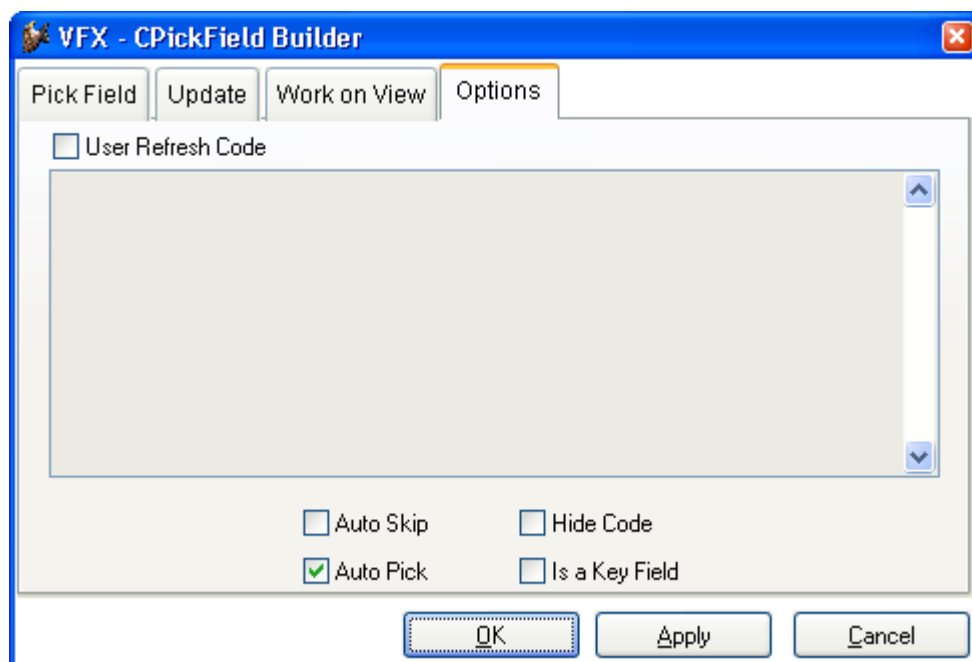 VFX - CPickField Builder
Pick Field Update Work on View Options
User Refresh Code
Auto Skip Hide Code
Auto Pick Is a Key Field
OK Apply Cancel